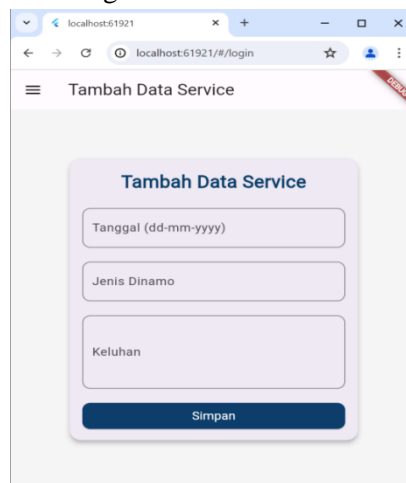 localhost:61921
localhost:61921/#/login
Tambah Data Service
Tambah Data Service
Tanggal (dd-mm-yyyy)
Jenis Dinamo
Keluhan
Simpan